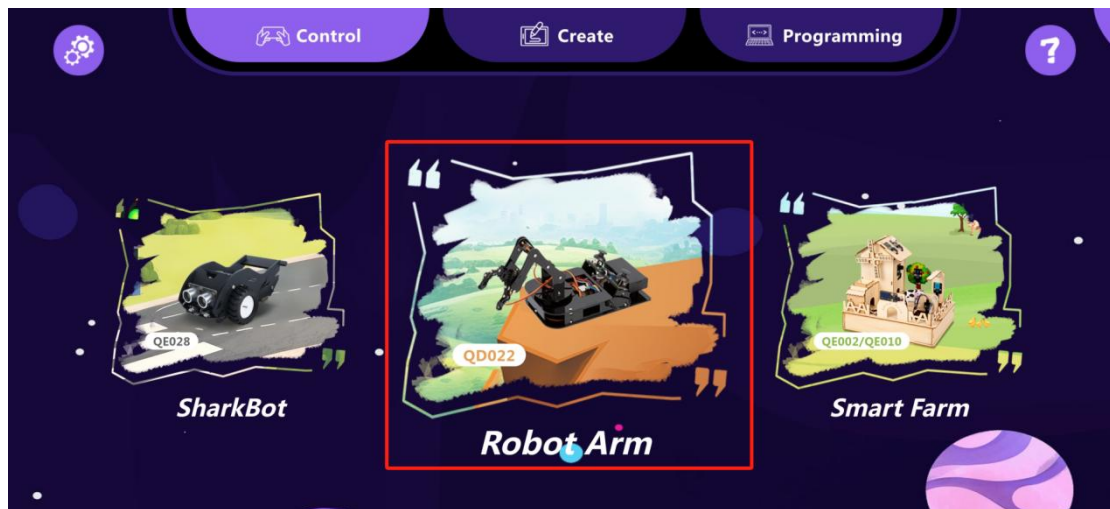 Control
Create
Programming
?
QE028
SharkBot
QD022
Robot Arm
QE002/QE010
Smart Farm